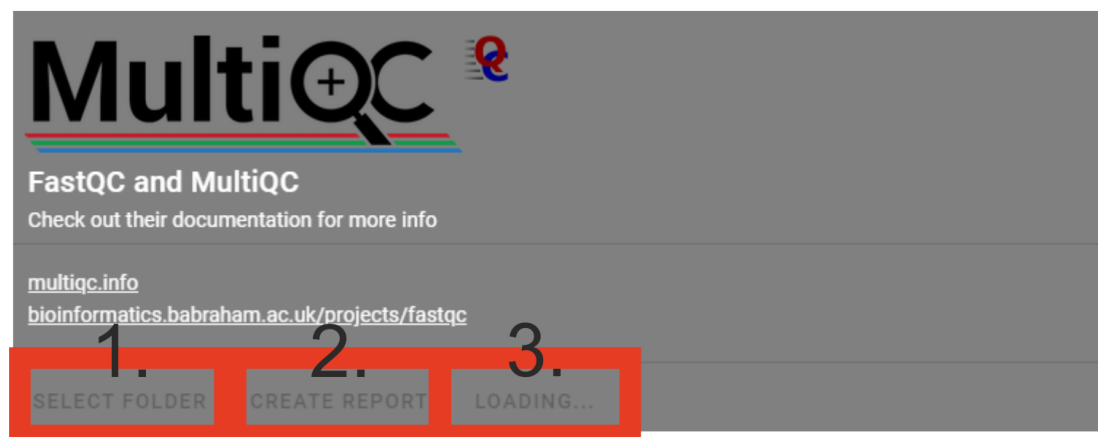 MultiQC QC
FastQC and MultiQC
Check out their documentation for more info
multiqc.info
bioinformatics.babraham.ac.uk/projects/fastqc
1. 2. 3.
SELECT FOLDER CREATE REPORT LOADING...